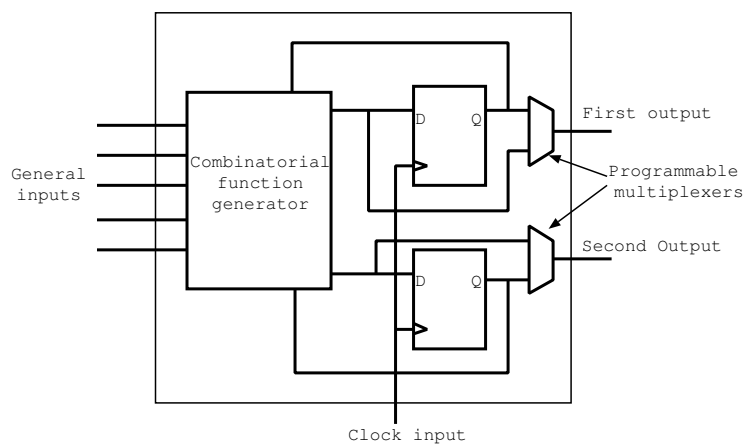 First output
D
Q
General
inputs
Combinatorial
function
generator
Programmable
multiplexers
Second Output
D
Q
Clock input